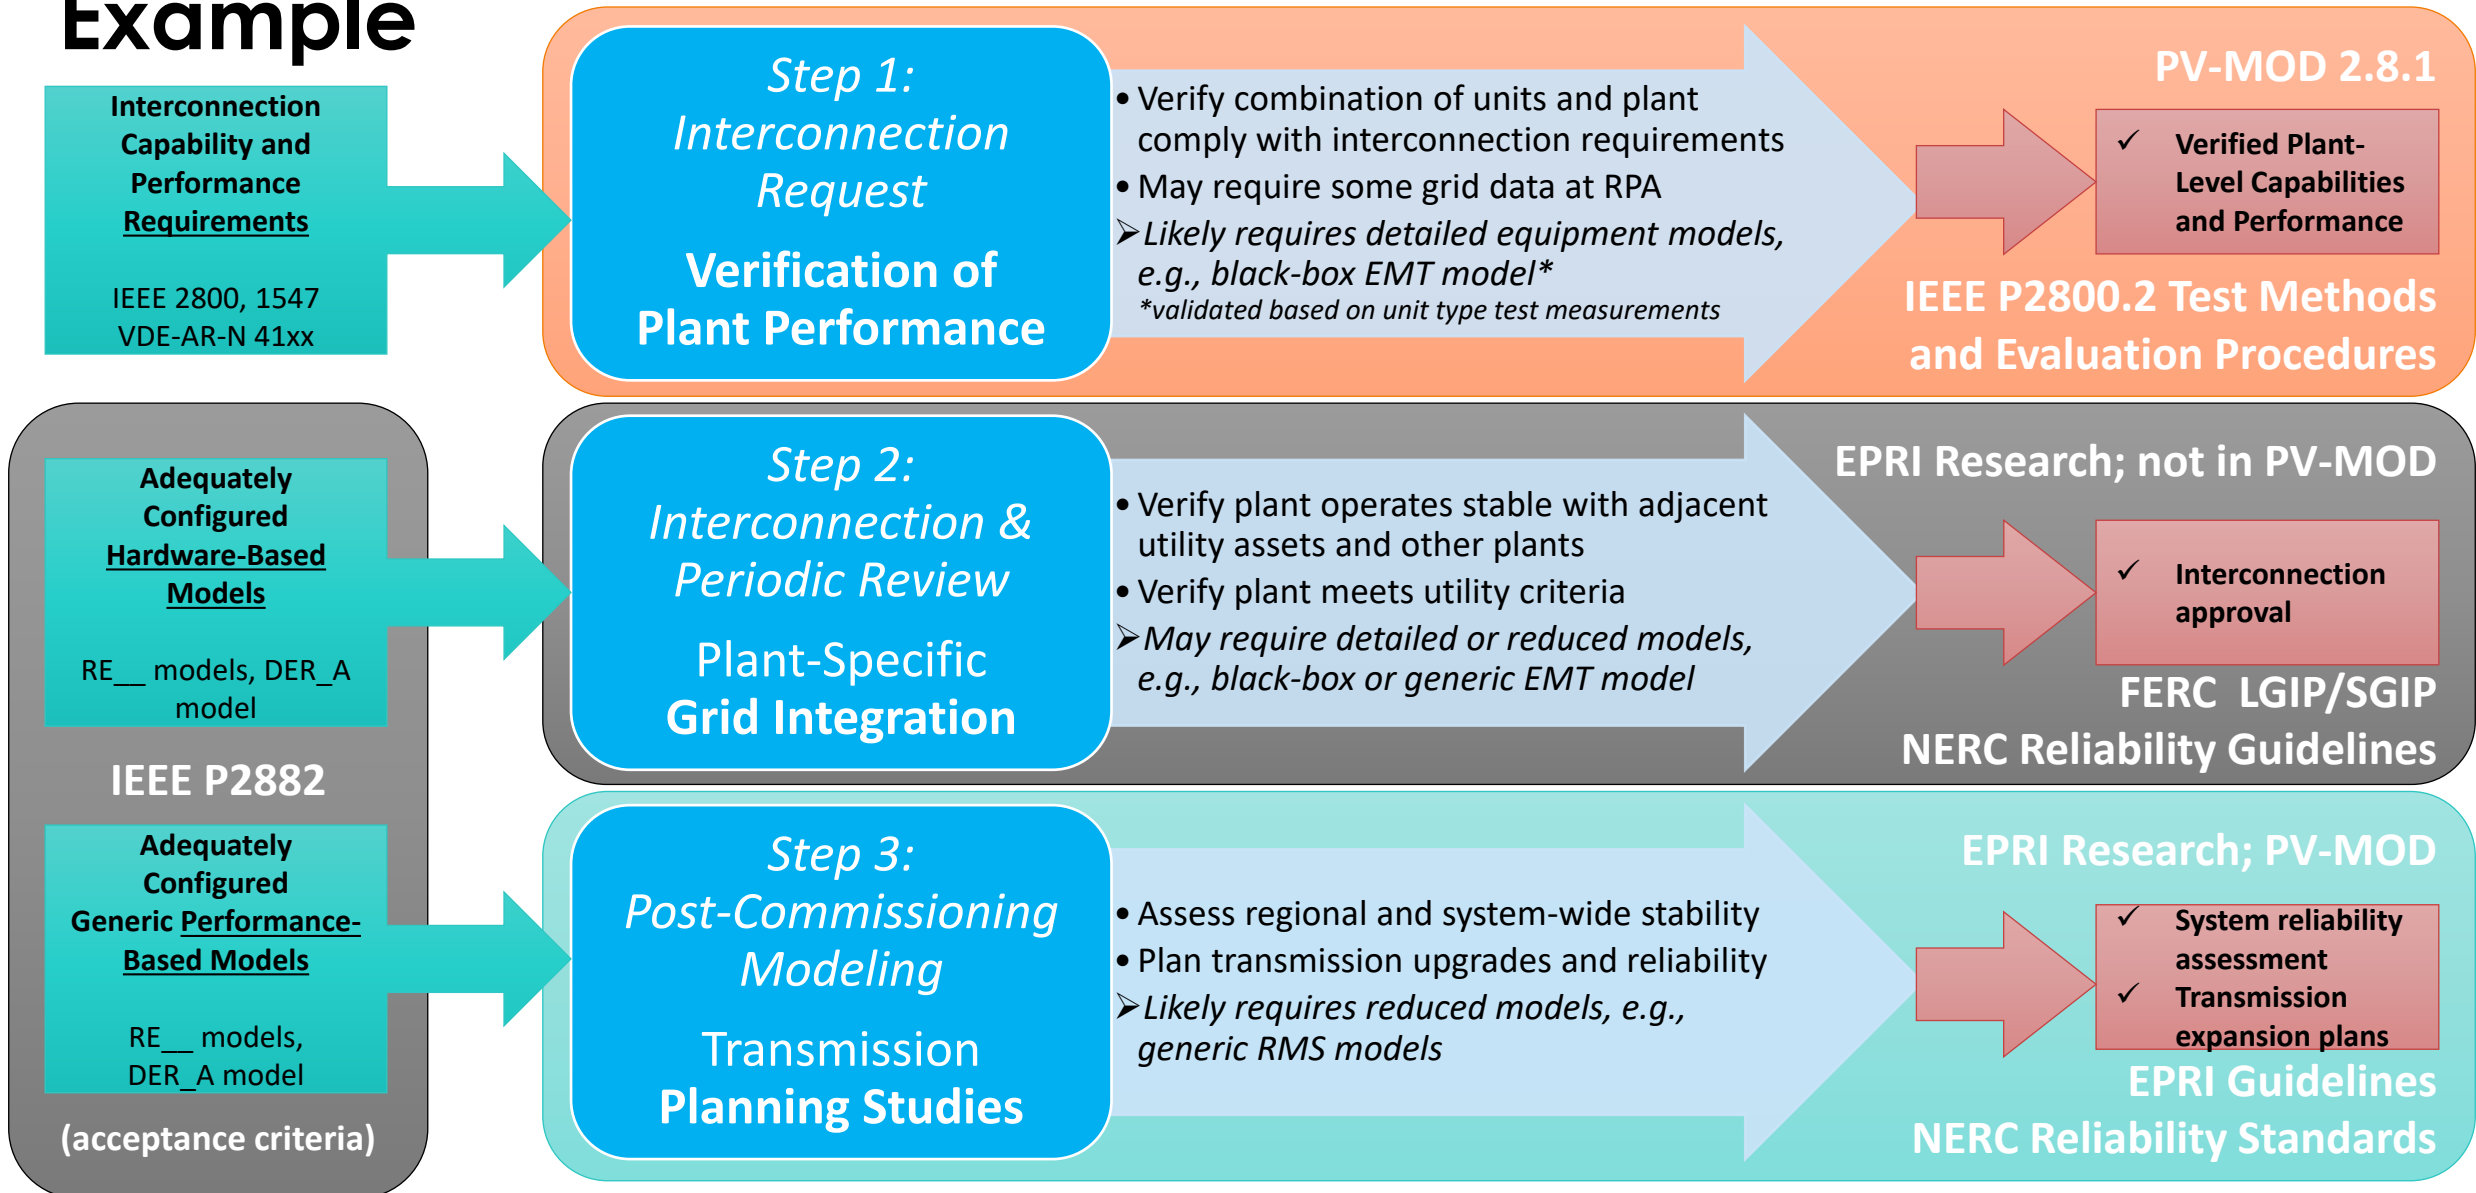 Example
Interconnection
Capability and
Performance
Requirements
IEEE 2800, 1547
VDE-AR-N 41xx
Step 1:
Interconnection
Request
Verification of
Plant Performance
• Verify combination of units and plant
comply with interconnection requirements
• May require some grid data at RPA
➢Likely requires detailed equipment models,
e.g., black-box EMT model*
*validated based on unit type test measurements
PV-MOD 2.8.1
✓ Verified Plant-
Level Capabilities
and Performance
IEEE P2800.2 Test Methods
and Evaluation Procedures
Adequately
Configured
Hardware-Based
Models
RE__ models, DER_A
model
Step 2:
Interconnection &
Periodic Review
Plant-Specific
Grid Integration
• Verify plant operates stable with adjacent
utility assets and other plants
• Verify plant meets utility criteria
➢May require detailed or reduced models,
e.g., black-box or generic EMT model
EPRI Research; not in PV-MOD
✓ Interconnection
approval
FERC LGIP/SGIP
NERC Reliability Guidelines
IEEE P2882
Adequately
Configured
Generic Performance-
Based Models
RE__ models,
DER_A model
(acceptance criteria)
Step 3:
Post-Commissioning
Modeling
Transmission
Planning Studies
• Assess regional and system-wide stability
• Plan transmission upgrades and reliability
➢Likely requires reduced models, e.g.,
generic RMS models
EPRI Research; PV-MOD
✓ System reliability
assessment
✓ Transmission
expansion plans
EPRI Guidelines
NERC Reliability Standards